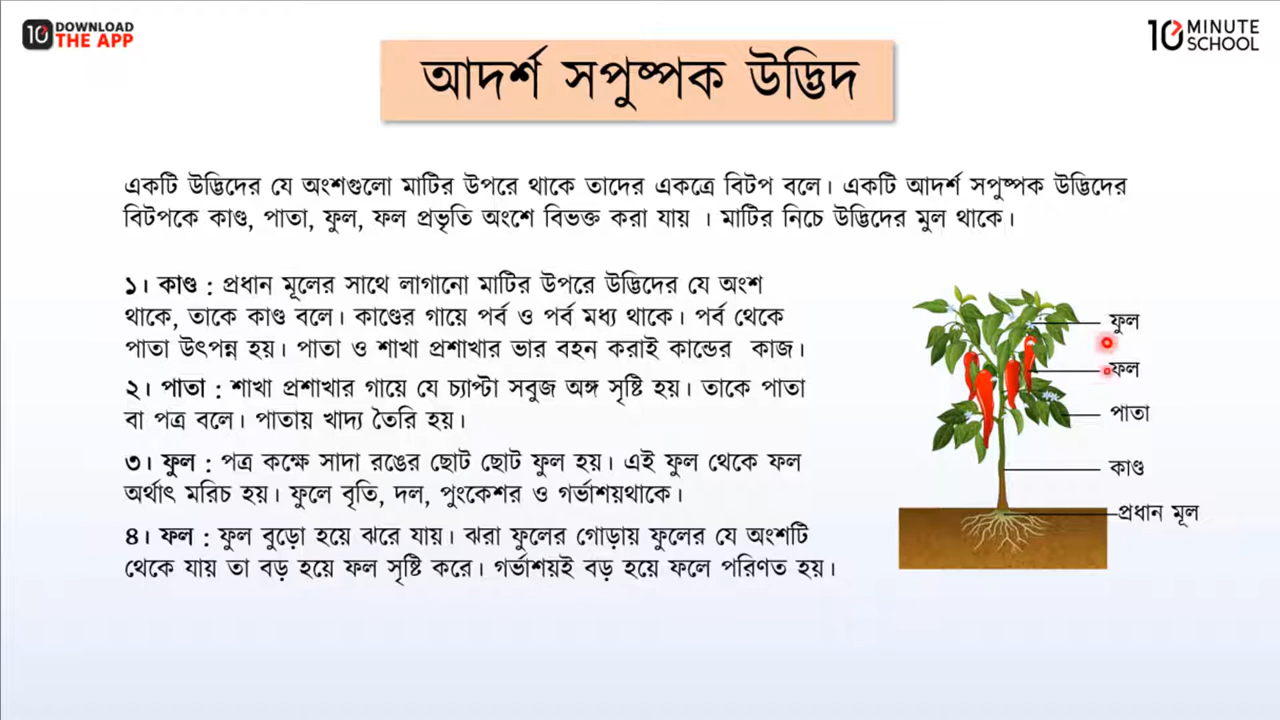 DOWNLOAD
THE APP
10 MINUTE
SCHOOL
আদর্শ সপুষ্পক উদ্ভিদ
একটি উদ্ভিদের যে অংশগুলো মাটির উপরে থাকে তাদের একত্রে বিটপ বলে। একটি আদর্শ সপুষ্পক উদ্ভিদের
বিটপকে কাণ্ড, পাতা, ফুল, ফল প্রভৃতি অংশে বিভক্ত করা যায় । মাটির নিচে উদ্ভিদের মুল থাকে।
১। কাণ্ড : প্রধান মূলের সাথে লাগানো মাটির উপরে উদ্ভিদের যে অংশ
থাকে, তাকে কাণ্ড বলে। কাণ্ডের গায়ে পর্ব ও পর্ব মধ্য থাকে। পর্ব থেকে
পাতা উৎপন্ন হয়। পাতা ও শাখা প্রশাখার ভার বহন করাই কান্ডের কাজ।
২। পাতা : শাখা প্রশাখার গায়ে যে চ্যাপ্টা সবুজ অঙ্গ সৃষ্টি হয়। তাকে পাতা
বা পত্র বলে। পাতায় খাদ্য তৈরি হয়।
৩। ফুল : পত্র কক্ষে সাদা রঙের ছোট ছোট ফুল হয়। এই ফুল থেকে ফল
অর্থাৎ মরিচ হয়। ফুলে বৃতি, দল, পুংকেশর ও গর্ভাশয়থাকে।
৪। ফল : ফুল বুড়ো হয়ে ঝরে যায়। ঝরা ফুলের গোড়ায় ফুলের যে অংশটি
থেকে যায় তা বড় হয়ে ফল সৃষ্টি করে। গর্ভাশয়ই বড় হয়ে ফলে পরিণত হয়।
ফুল
ফল
পাতা
কাণ্ড
প্রধান মূল